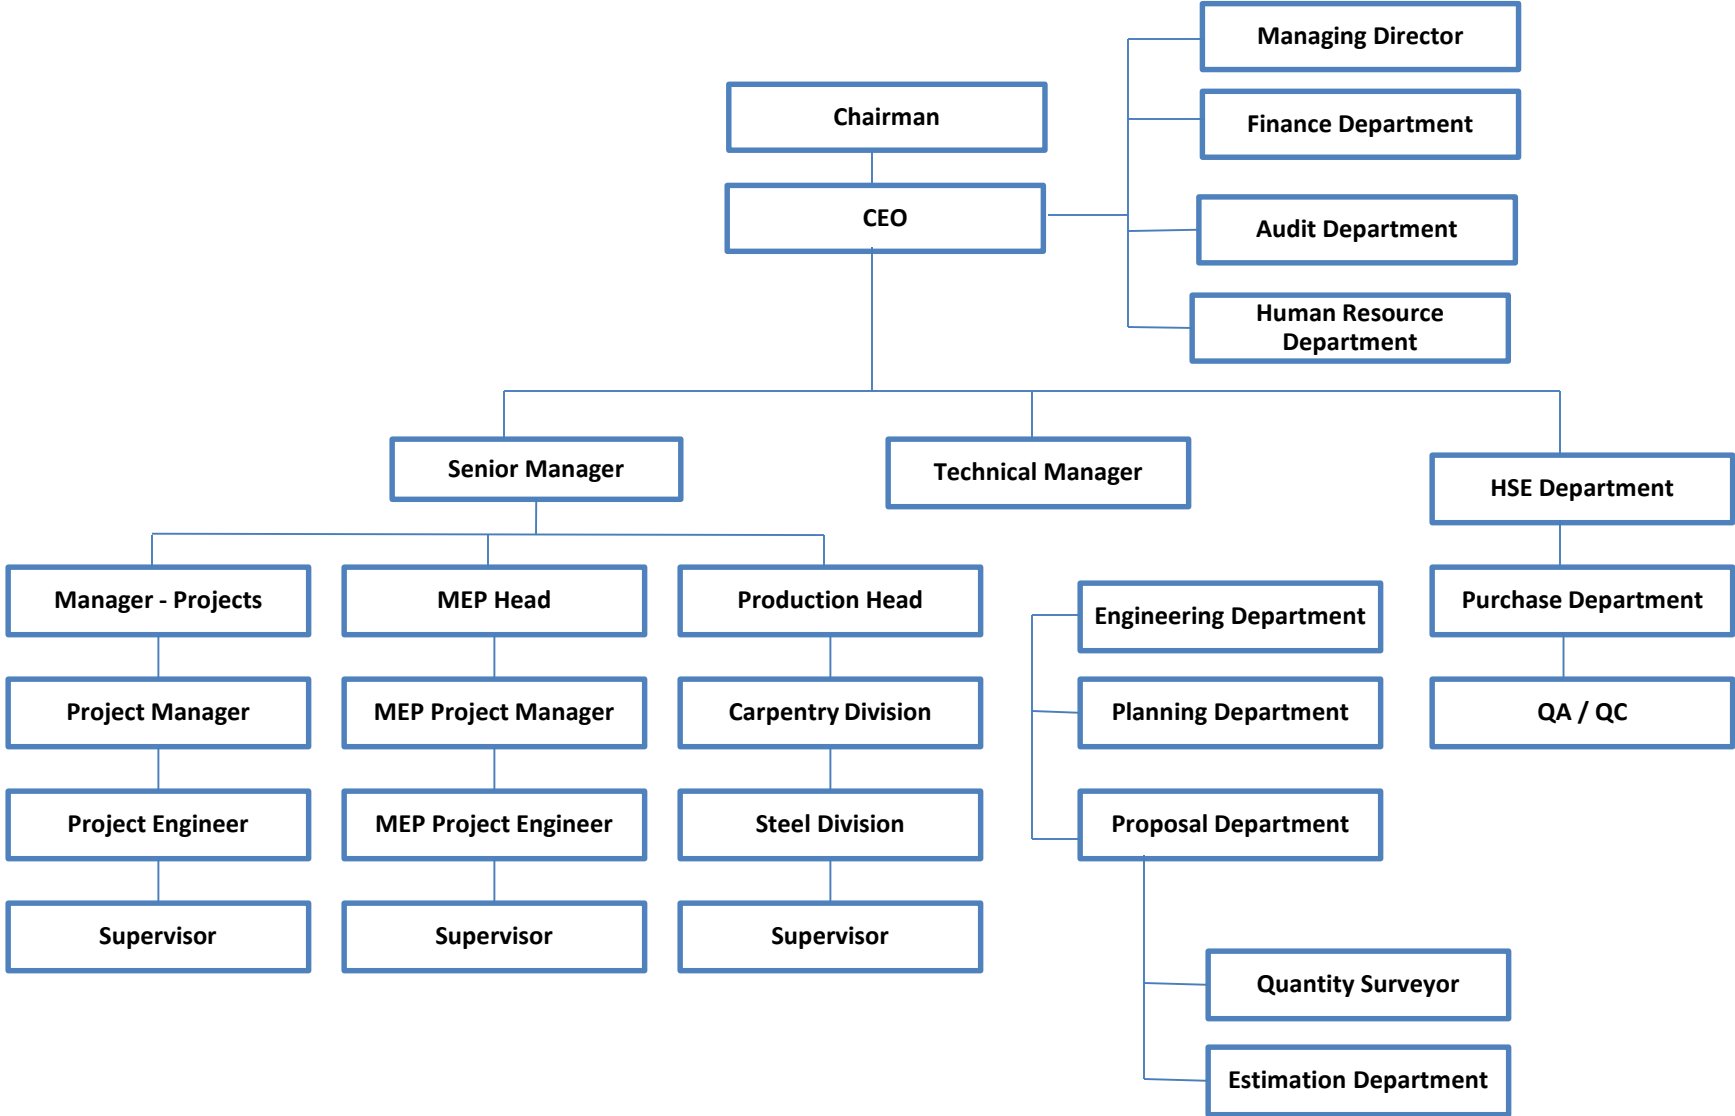 Managing Director
Chairman
Finance Department
CEO
Audit Department
Human Resource
Department
Senior Manager
Technical Manager
HSE Department
Manager - Projects
MEP Head
Production Head
Engineering Department
Purchase Department
Project Manager
MEP Project Manager
Carpentry Division
Planning Department
QA / QC
Project Engineer
MEP Project Engineer
Steel Division
Proposal Department
Supervisor
Supervisor
Supervisor
Quantity Surveyor
Estimation Department